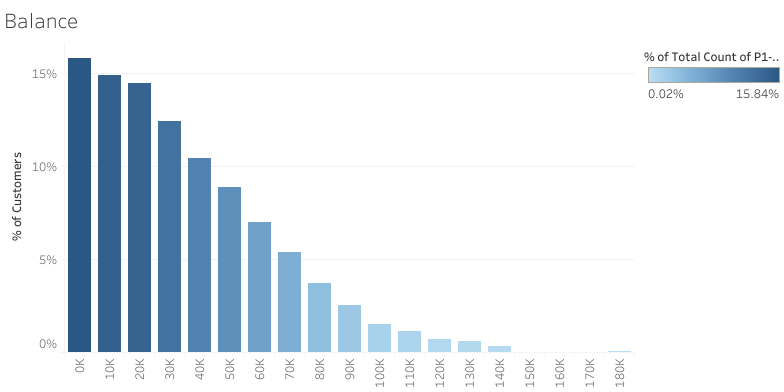 Balance
% of Total Count of P1-..
0.02% 15.84%
% of Customers
15%
10%
5%
0%
0K 10K 20K 30K 40K 50K 60K 70K 80K 90K 100K 110K 120K 130K 140K 150K 160K 170K 180K